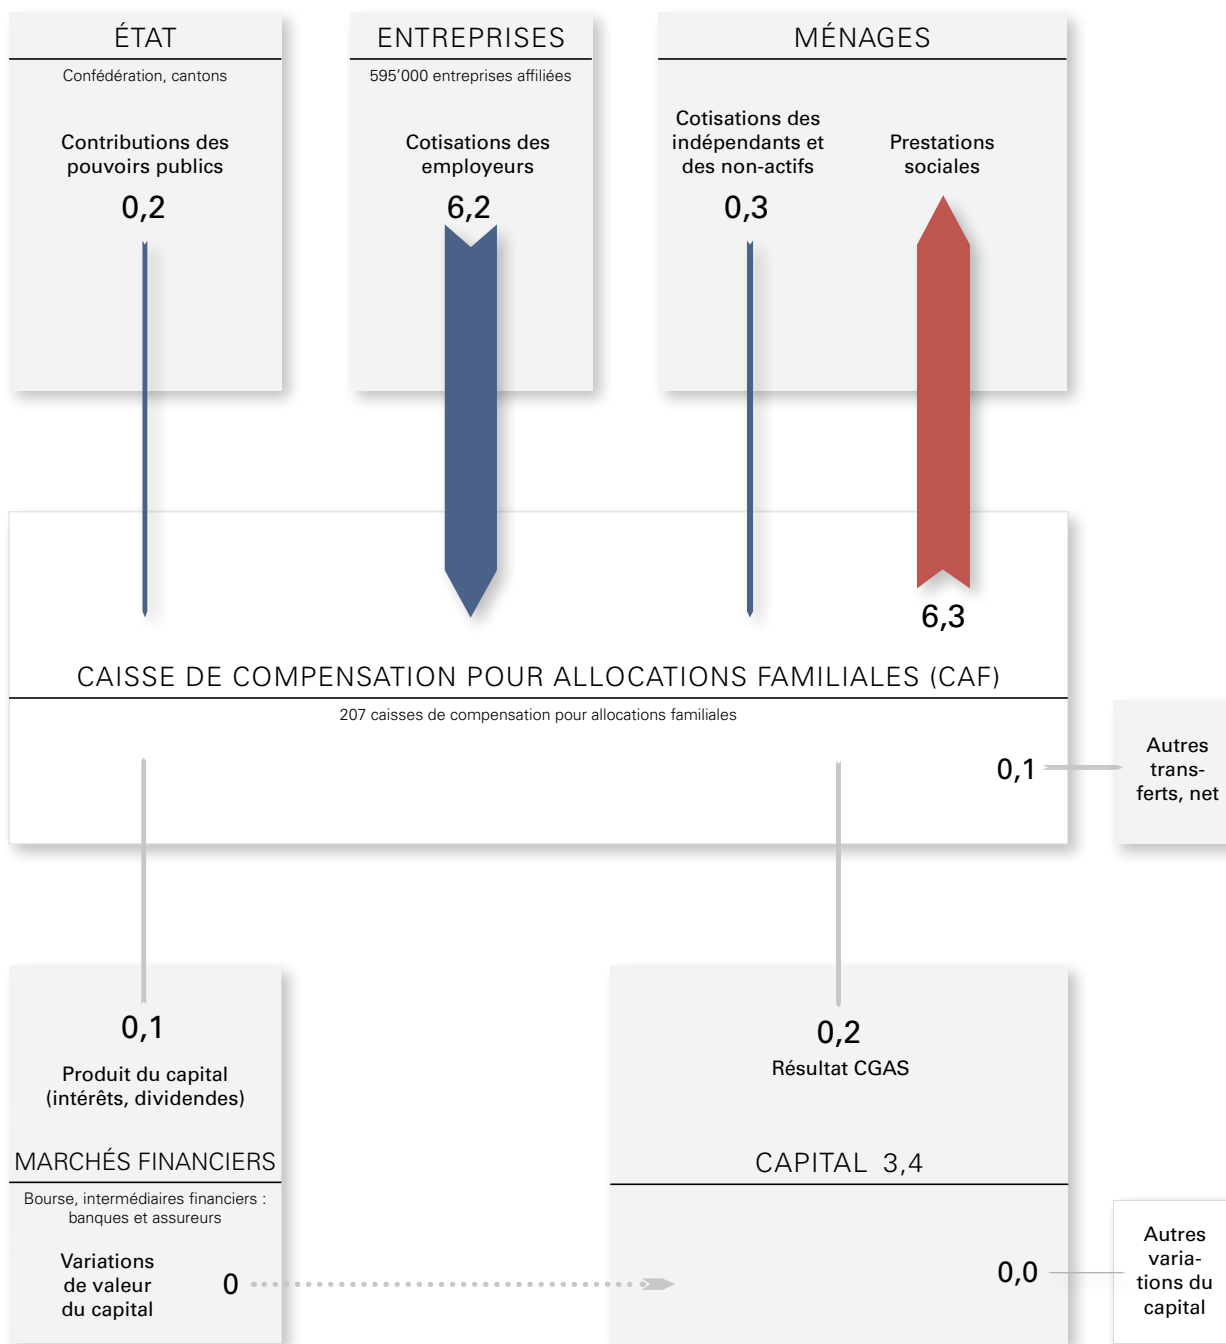 ÉTAT
Confédération, cantons
Contributions des
pouvoirs publics
0,2
ENTREPRISES
595'000 entreprises affiliées
Cotisations des
employeurs
6,2
MÉNAGES
Cotisations des
indépendants et
des non-actifs
0,3
Prestations
sociales
6,3
CAISSE DE COMPENSATION POUR ALLOCATIONS FAMILIALES (CAF)
207 caisses de compensation pour allocations familiales
0,1
Autres
trans-
ferts, net
0,1
Produit du capital
(intérêts, dividendes)
MARCHÉS FINANCIERS
Bourse, intermédiaires financiers :
banques et assureurs
Variations
de valeur
du capital
0
0,2
Résultat CGAS
CAPITAL 3,4
0,0
Autres
varia-
tions du
capital